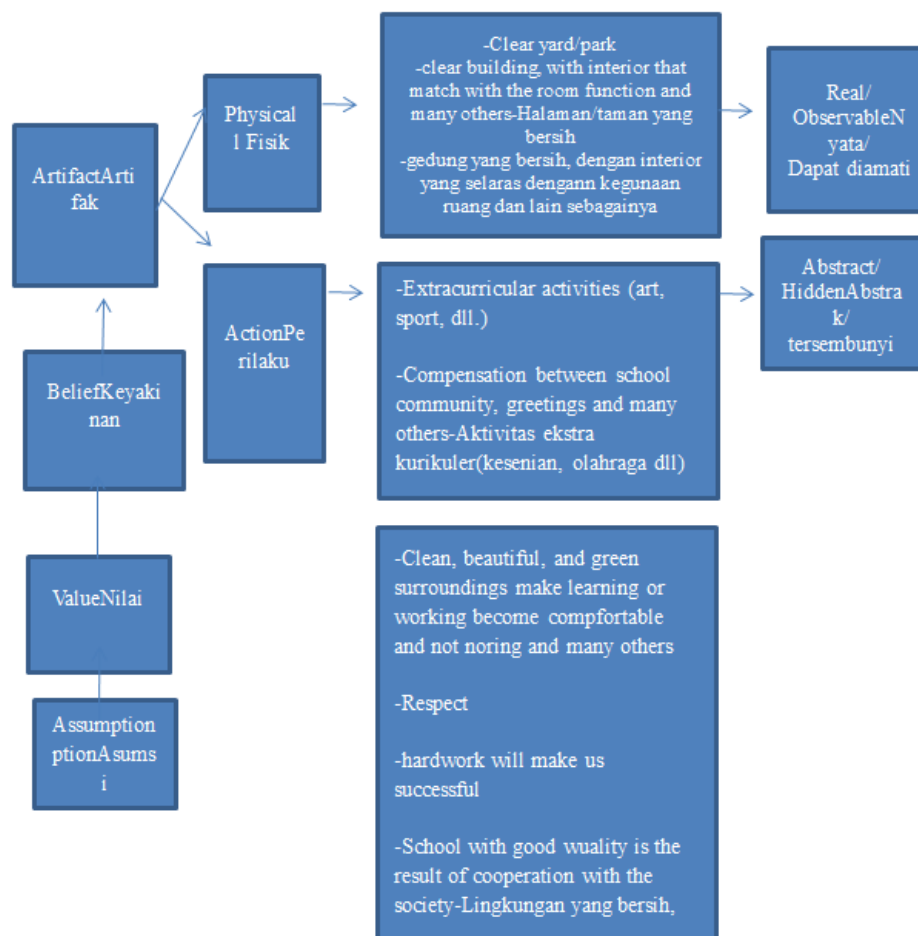 -Clear yard/park
-clear building, with interior that
match with the room function and
many others-Halaman/taman yang
bersih
-gedung yang bersih, dengan interior
yang selaras dengann kegunaan
ruang dan lain sebagainya
Real/
ObservableN
yata/
Dapat diamati
Physical
l Fisik
ArtifactArti
fak
Abstract/
HiddenAbstra
k/
tersembunyi
-Extracurricular activities (art,
sport, dll.)
-Compensation between school
community, greetings and many
others-Aktivitas ekstra
kurikuler(kesenian, olahraga dll)
ActionPe
rilaku
BeliefKeyaki
nan
ValueNilai
Assumption
ptionAsums
i
-Clean, beautiful, and green
surroundings make learning or
working become compfortable
and not noring and many others
-Respect
-hardwork will make us
successful
-School with good wuality is the
result of cooperation with the
society-Lingkungan yang bersih,